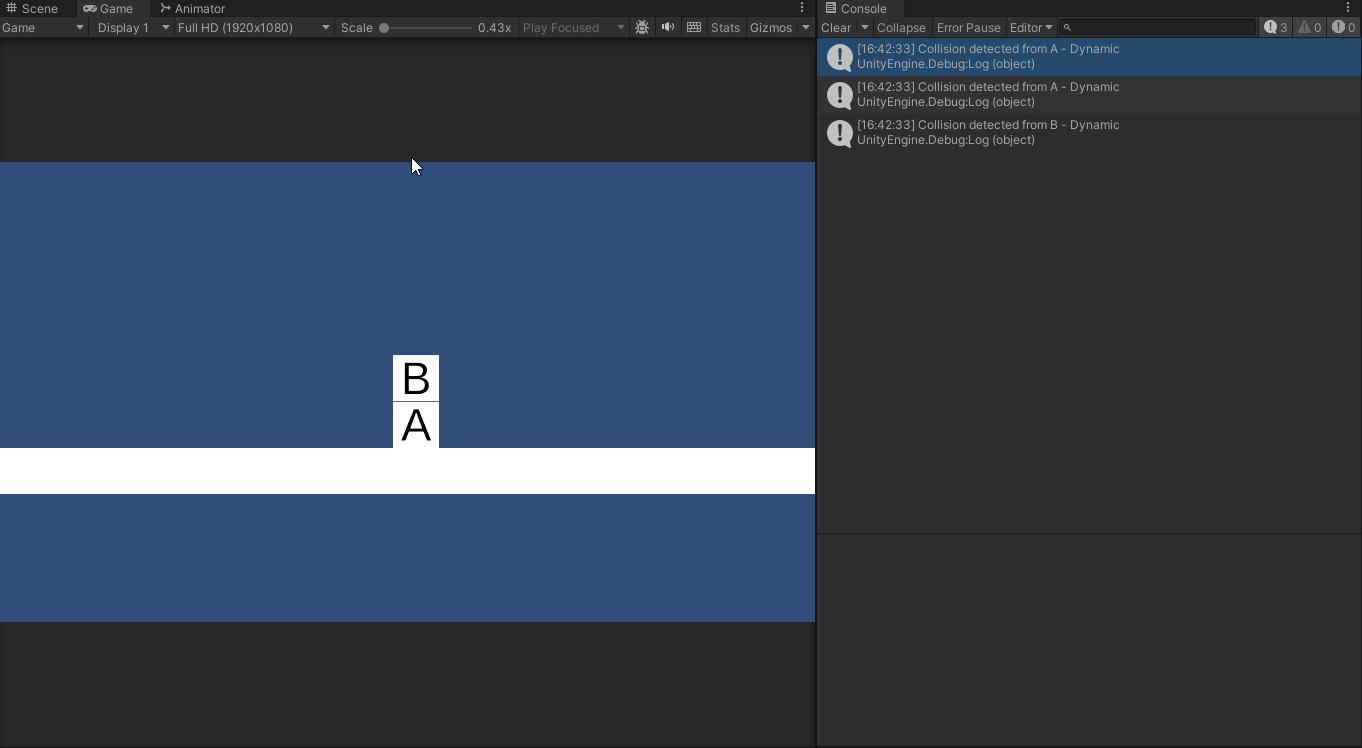 Scene Game Animator
Game Display 1 Full HD (1920x1080) Scale 0.43x Play Focused Stats Gizmos
B
A
Console
Clear Collapse Error Pause Editor 3 0 0
[16:42:33] Collision detected from A - Dynamic
UnityEngine.Debug:Log (object)
[16:42:33] Collision detected from A - Dynamic
UnityEngine.Debug:Log (object)
[16:42:33] Collision detected from B - Dynamic
UnityEngine.Debug:Log (object)